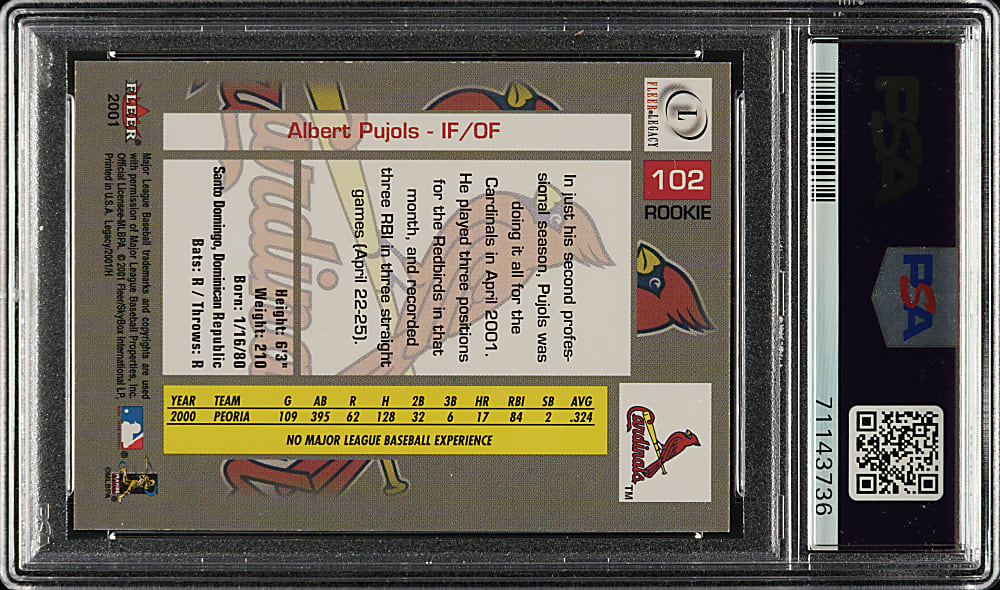 FLEER®LEGACY
L
102
ROOKIE
Albert Pujols - IF/OF
In just his second profes-
sional season, Pujols was
doing it all for the
Cardinals in April 2001.
He played three positions
for the Redbirds in that
month, and recorded
three RBI in three straight
games (April 22-25).
Height: 6'3"
Weight: 210
Born: 1/16/80
Santo Domingo, Dominican Republic
Bats: R / Throws: R
YEAR TEAM G AB R H 2B 3B HR RBI SB AVG
2000 PEORIA 109 395 62 128 32 6 17 84 2 .324
NO MAJOR LEAGUE BASEBALL EXPERIENCE
Cardinals
TM
FLEER®
2001
Major League Baseball trademarks and copyrights are used
with permission of Major League Baseball Properties, Inc.
Official Licensee-MLBPA. © 2001 Fleer/SkyBox International LP.
Printed in U.S.A. Legacy/2001/H
®
©MLBPA
PSA
PSA
71143736